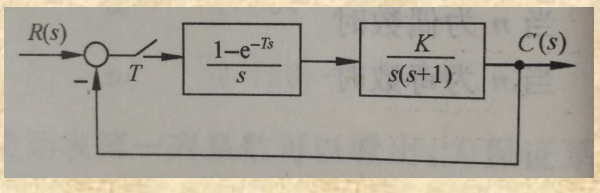 R(s)
T
1−e^{-Ts}
s
K
s(s+1)
C(s)
−